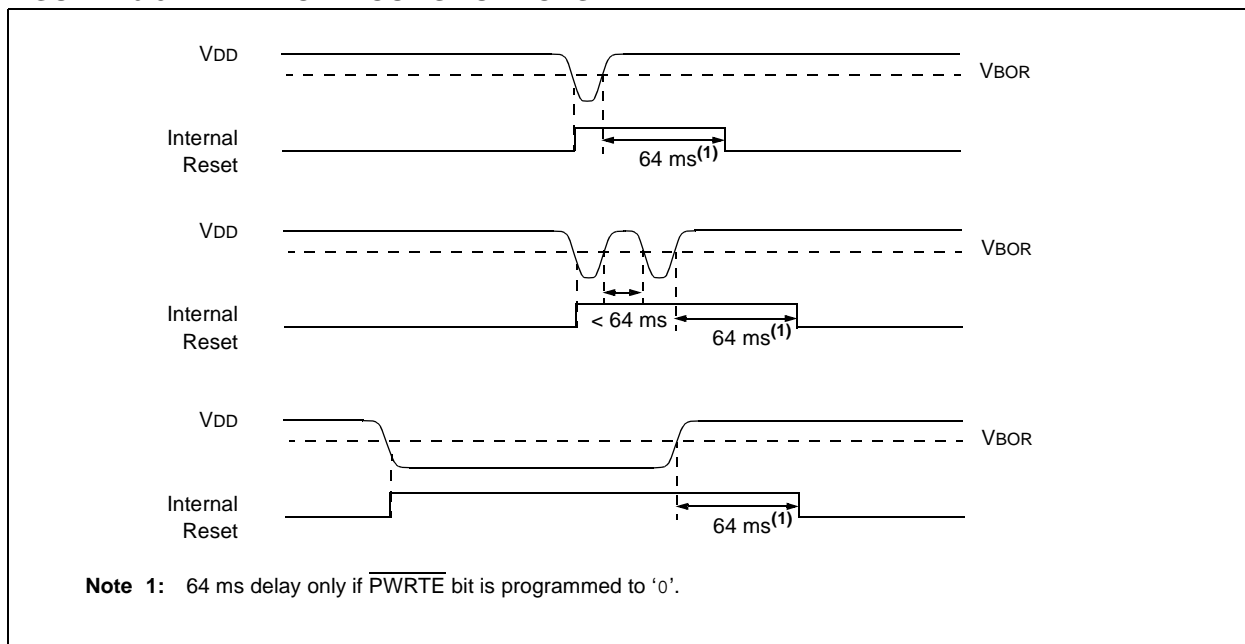 VDD
VBOR
Internal
Reset
64 ms(1)
VDD
VBOR
Internal
Reset
< 64 ms
64 ms(1)
VDD
VBOR
Internal
Reset
64 ms(1)
Note 1: 64 ms delay only if PWRTE bit is programmed to ‘0’.